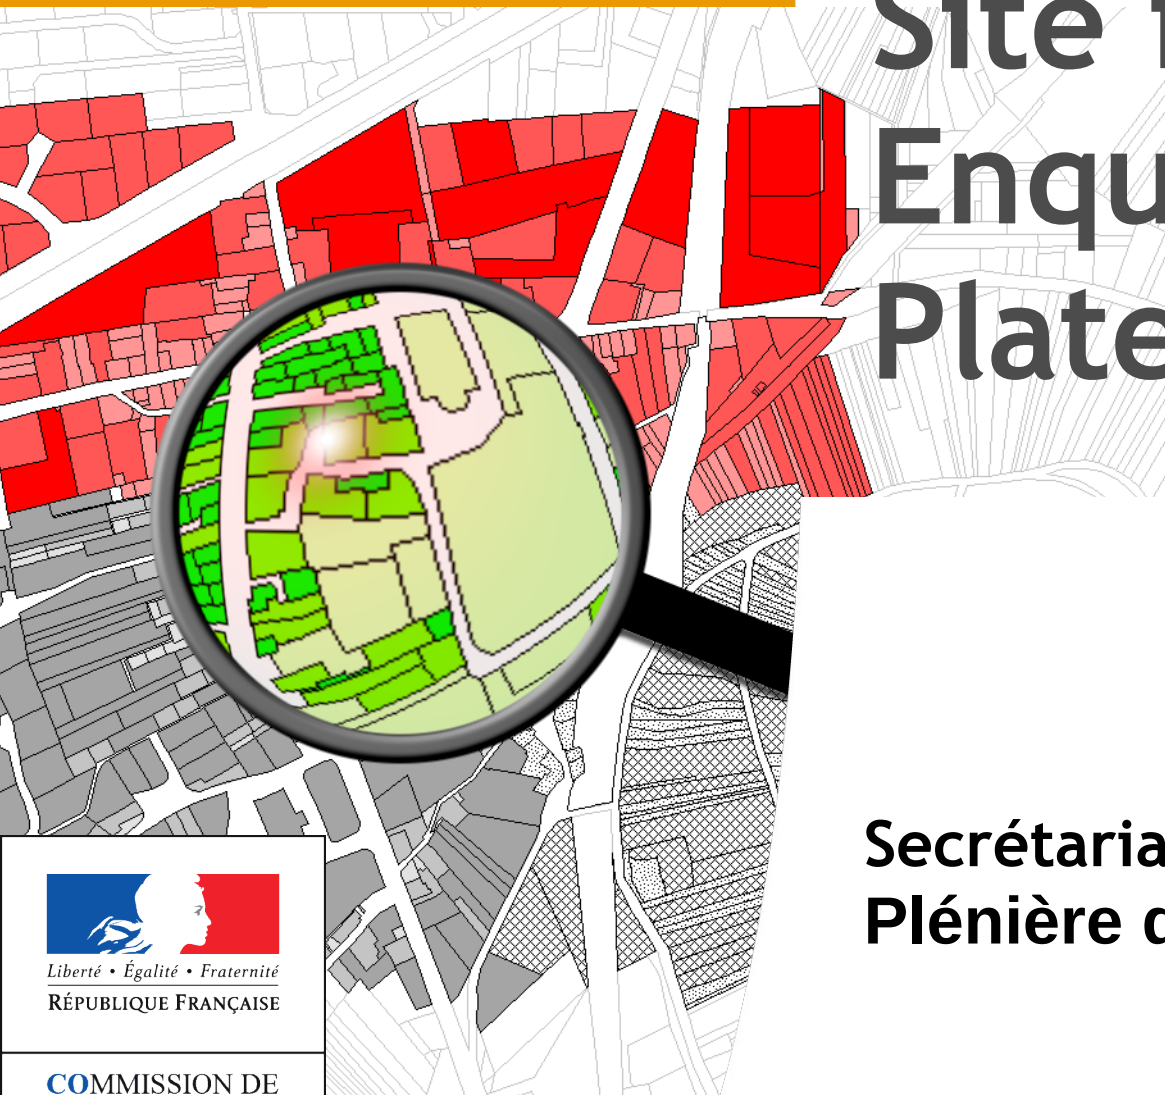 Site
Enqu
Plate
Secrétaria
Plénière d
Liberté • Égalité • Fraternité
RÉPUBLIQUE FRANÇAISE
COMMISSION DE